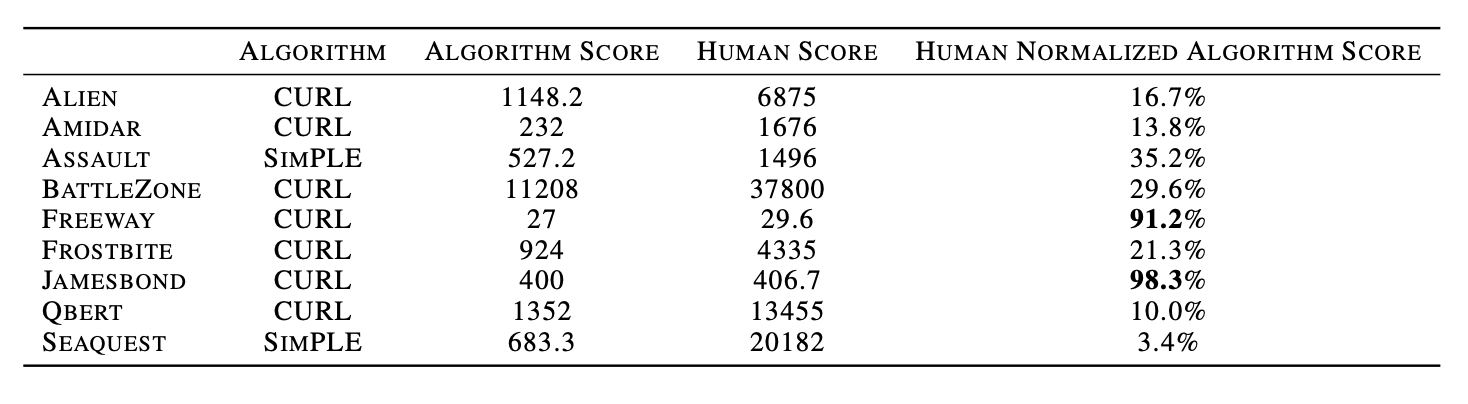 ALGORITHM ALGORITHM SCORE HUMAN SCORE HUMAN NORMALIZED ALGORITHM SCORE
ALIEN CURL 1148.2 6875 16.7%
AMIDAR CURL 232 1676 13.8%
ASSAULT SIMPLE 527.2 1496 35.2%
BATTLEZONE CURL 11208 37800 29.6%
FREEWAY CURL 27 29.6 91.2%
FROSTBITE CURL 924 4335 21.3%
JAMESBOND CURL 400 406.7 98.3%
QBERT CURL 1352 13455 10.0%
SEAQUEST SIMPLE 683.3 20182 3.4%